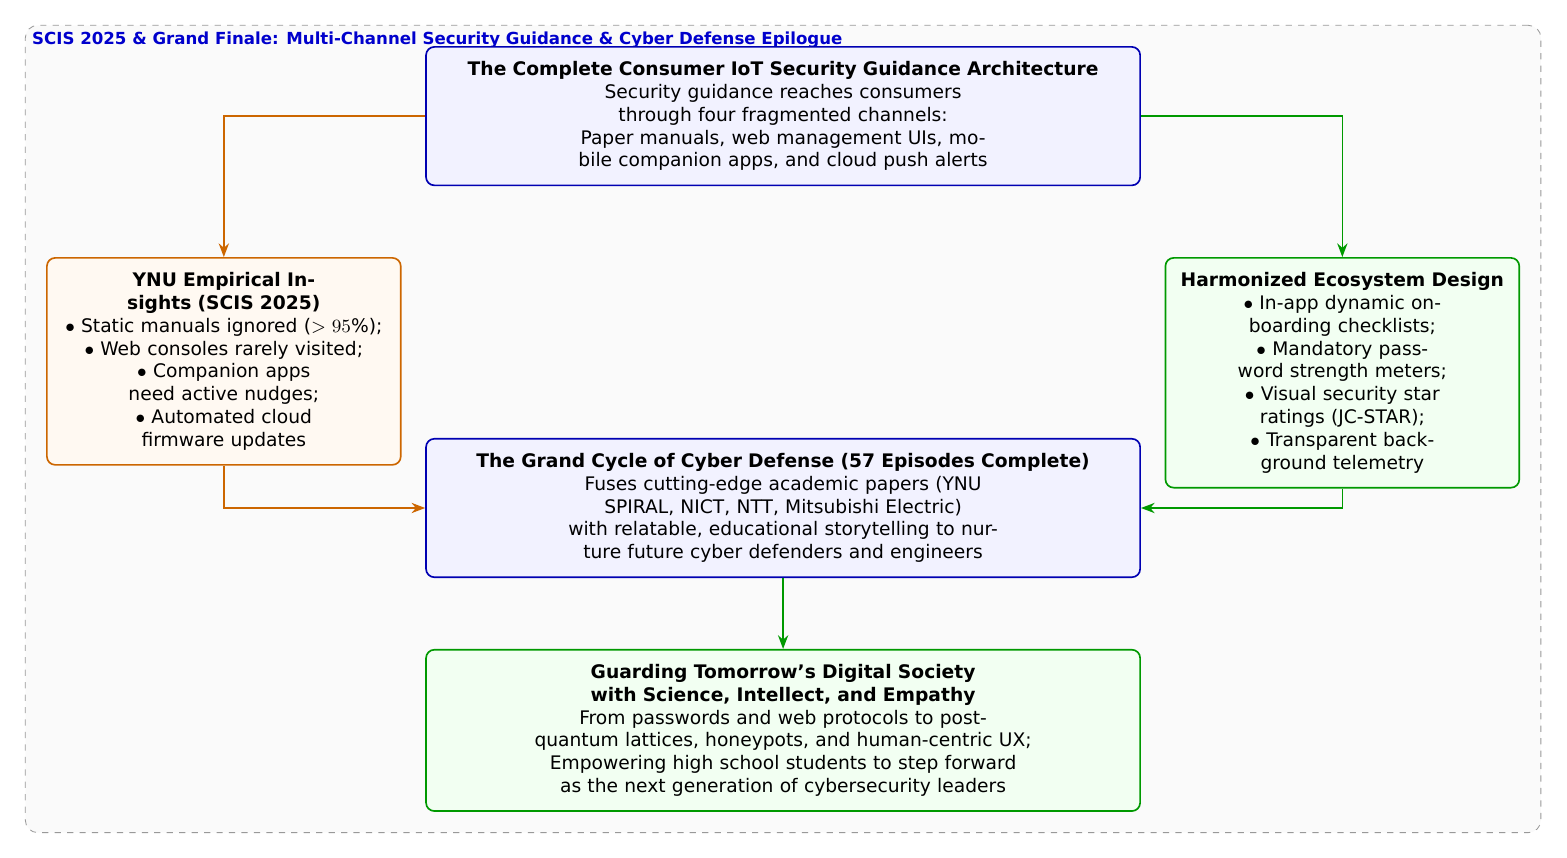 SCIS 2025 & Grand Finale: Multi-Channel Security Guidance & Cyber Defense Epilogue
The Complete Consumer IoT Security Guidance Architecture
Security guidance reaches consumers
through four fragmented channels:
Paper manuals, web management UIs, mo-
bile companion apps, and cloud push alerts
YNU Empirical In-
sights (SCIS 2025)
• Static manuals ignored (> 95%);
• Web consoles rarely visited;
• Companion apps
need active nudges;
• Automated cloud
firmware updates
Harmonized Ecosystem Design
• In-app dynamic on-
boarding checklists;
• Mandatory pass-
word strength meters;
• Visual security star
ratings (JC-STAR);
• Transparent back-
ground telemetry
The Grand Cycle of Cyber Defense (57 Episodes Complete)
Fuses cutting-edge academic papers (YNU
SPIRAL, NICT, NTT, Mitsubishi Electric)
with relatable, educational storytelling to nur-
ture future cyber defenders and engineers
Guarding Tomorrow’s Digital Society
with Science, Intellect, and Empathy
From passwords and web protocols to post-
quantum lattices, honeypots, and human-centric UX;
Empowering high school students to step forward
as the next generation of cybersecurity leaders